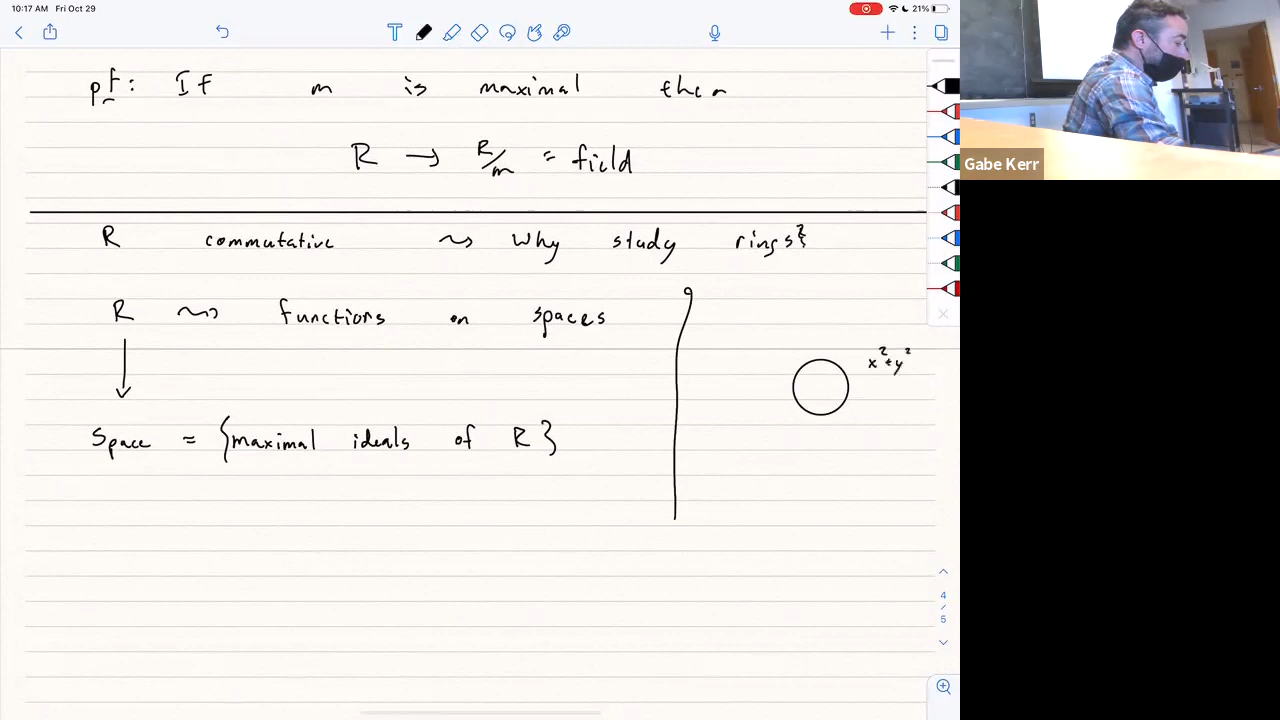 10:17 AM Fri Oct 29
21%
pf: If m is maximal then
R → R/m = field
R commutative ⇝ Why study rings?
R ⇝ functions on spaces
x² + y²
Space = {maximal ideals of R}
4
/
5
Gabe Kerr